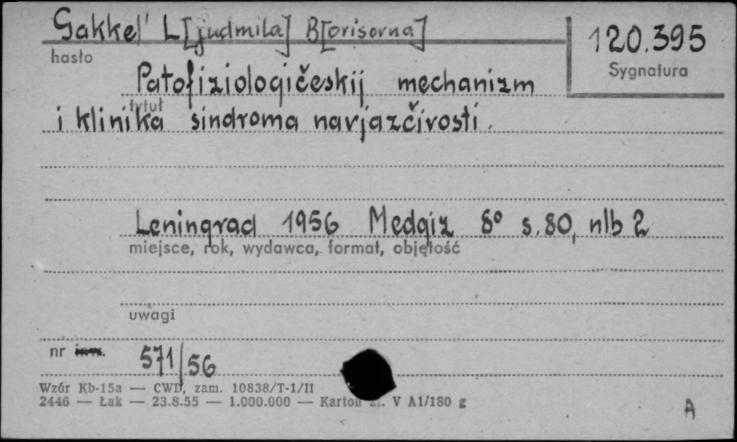 Gakkel' L[judmila] B[orisovna]
120.395
hasło
Sygnatura
Patofiziologičeskij mechanizm
tytuł
i klinika sindroma navjazčivosti.
Leningrad 1956 Medgiz 8° s. 80, nlb 2
miejsce, rok, wydawca, format, objętość
uwagi
nr inw. 571/56
Wzór Kb-15a — CWD, zam. 10838/T-1/II
2446 — Łak — 23.8.55 — 1.000.000 — Karton kl. V A1/180 g
A